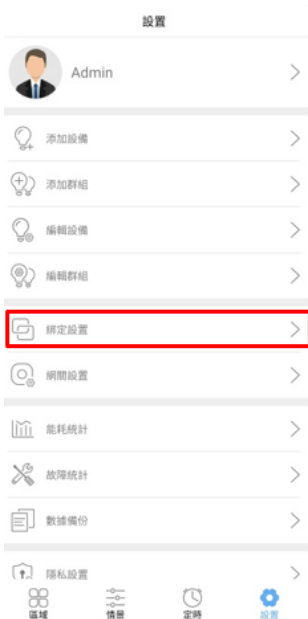 設置
Admin
添加設備
添加群組
編輯設備
編輯群組
綁定設置
網關設置
能耗統計
故障統計
數據備份
隱私設置
區域 情景 定時 設置